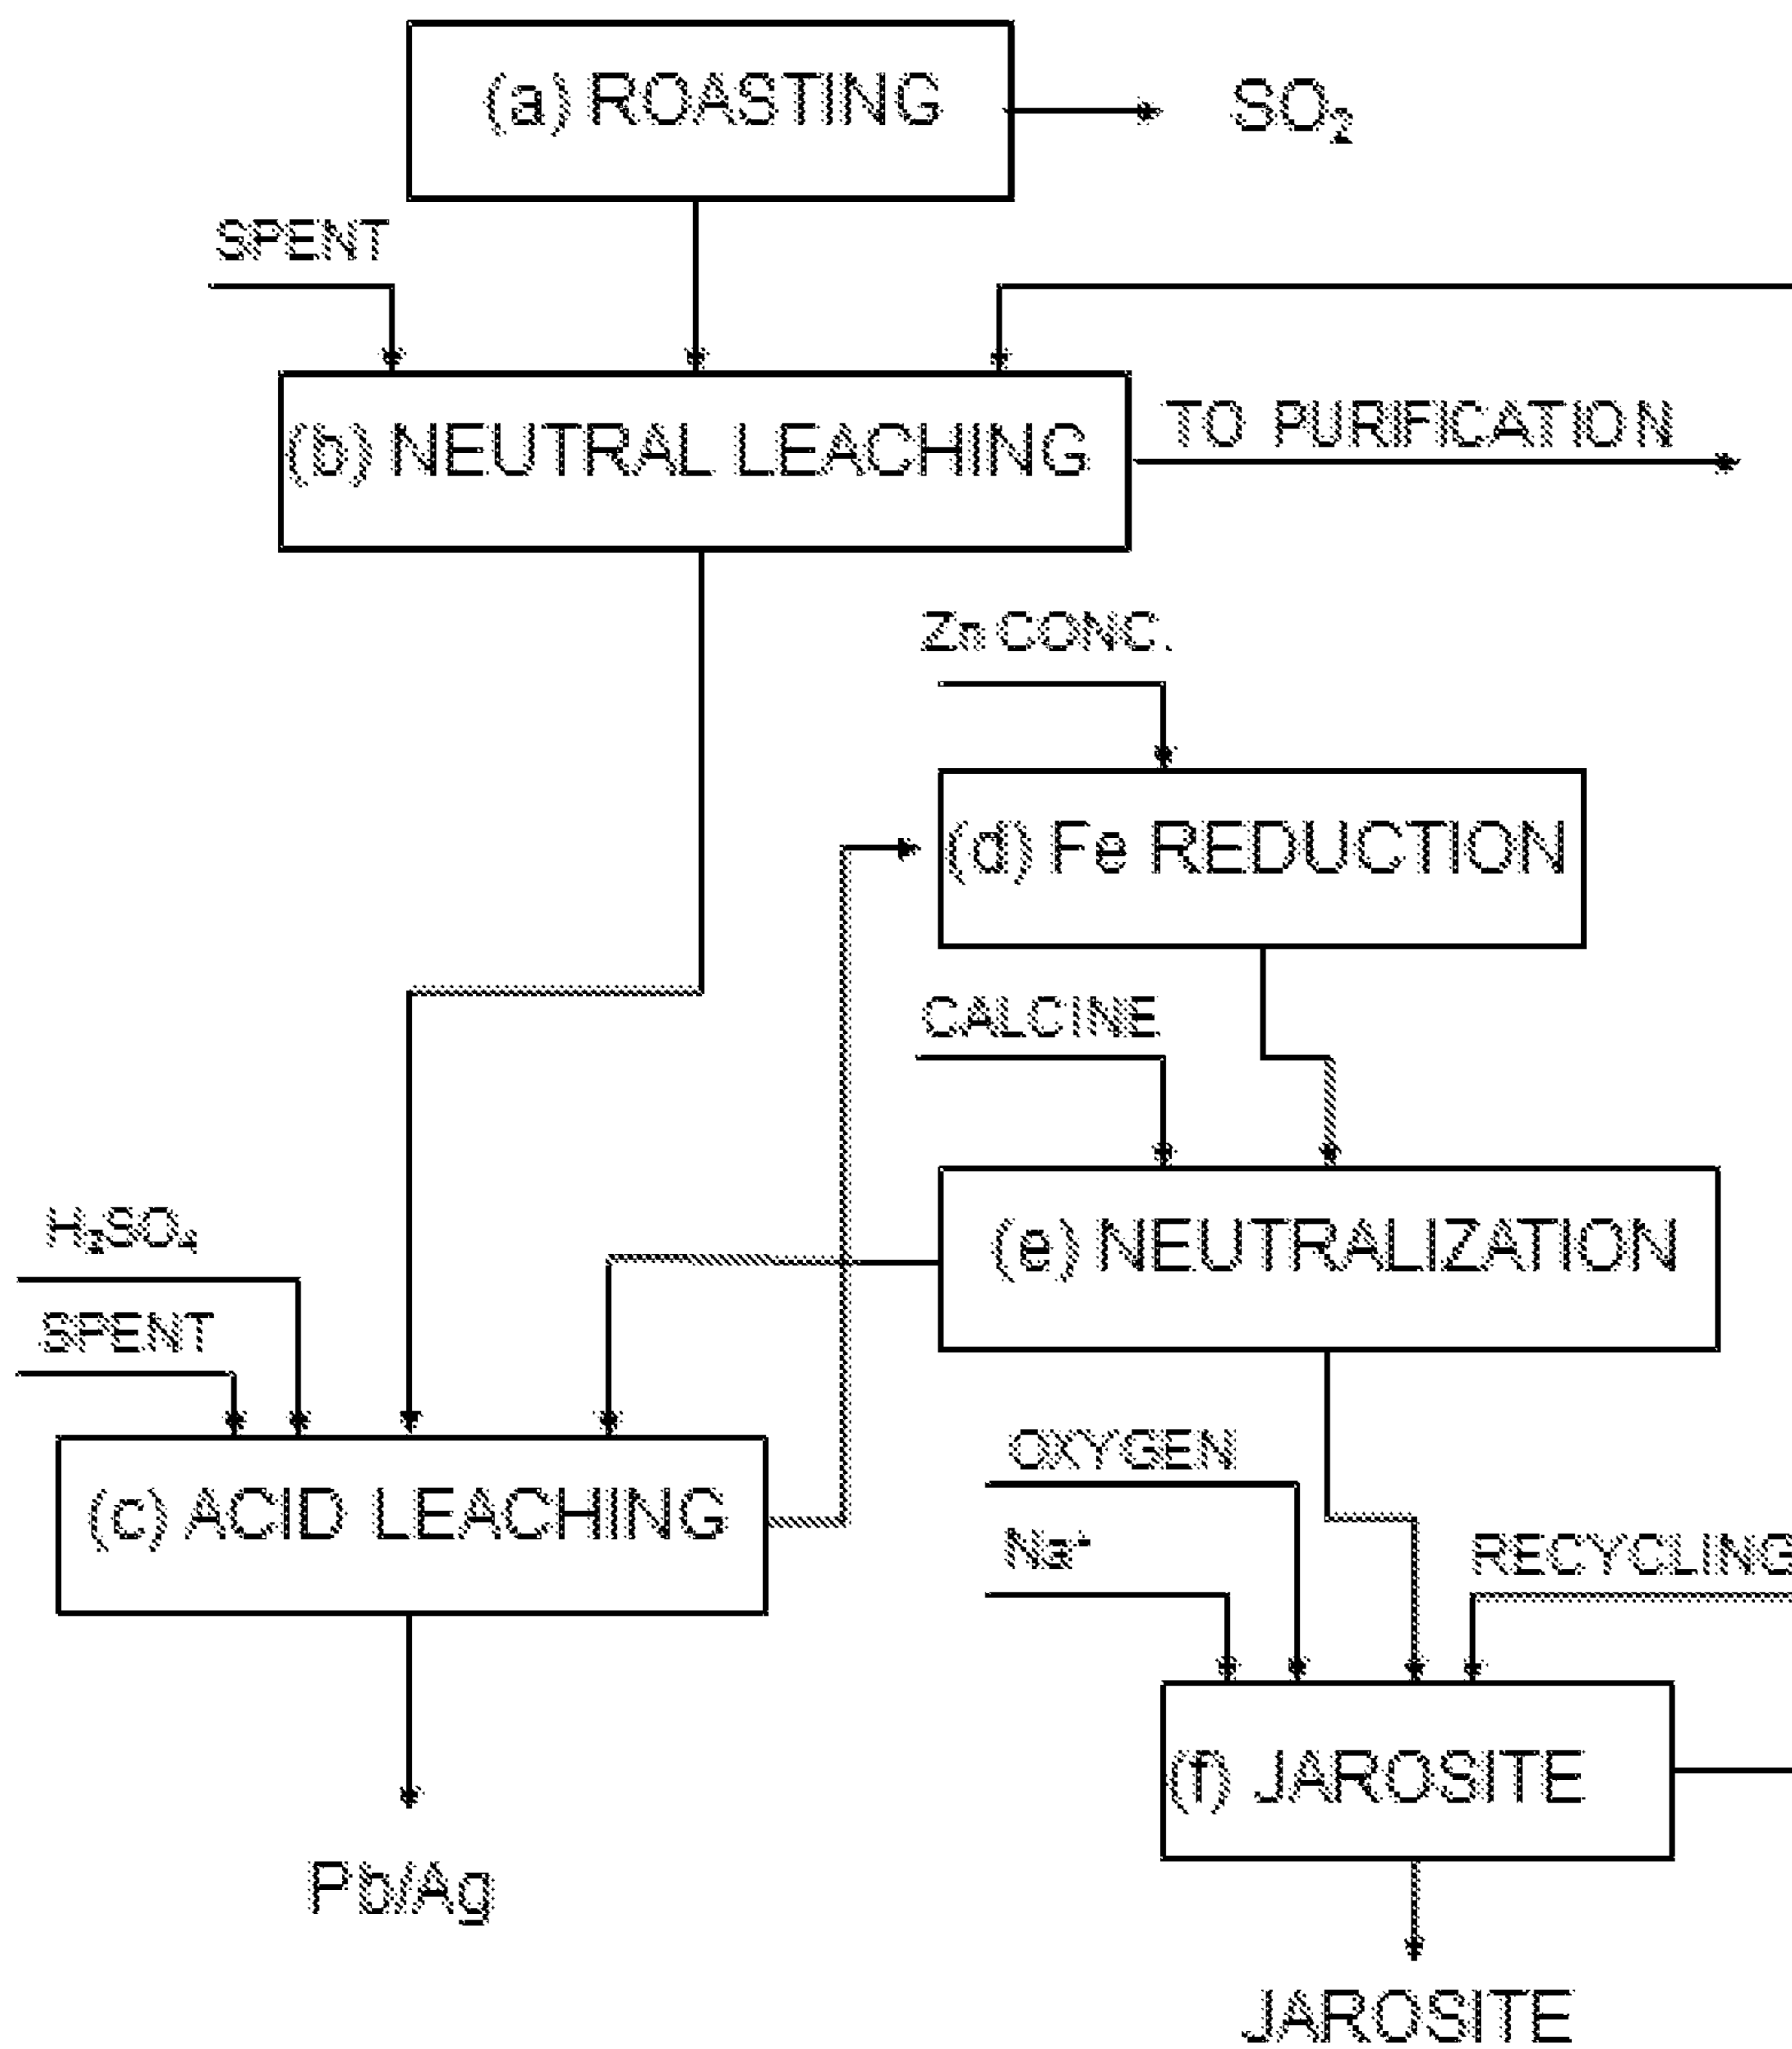 (a) ROASTING
SO₂
SPENT
(b) NEUTRAL LEACHING
TO PURIFICATION
Zn CONC.
(d) Fe REDUCTION
CALCINE
H₂SO₄
(e) NEUTRALIZATION
SPENT
OXYGEN
(c) ACID LEACHING
Na⁺
RECYCLING
(f) JAROSITE
Pb/Ag
JAROSITE